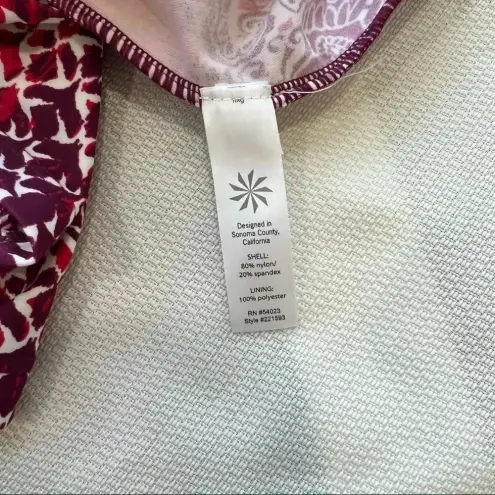 Designed in
Sonoma County,
California
SHELL:
80% nylon/
20% spandex
LINING:
100% polyester
RN #54023
Style #221593